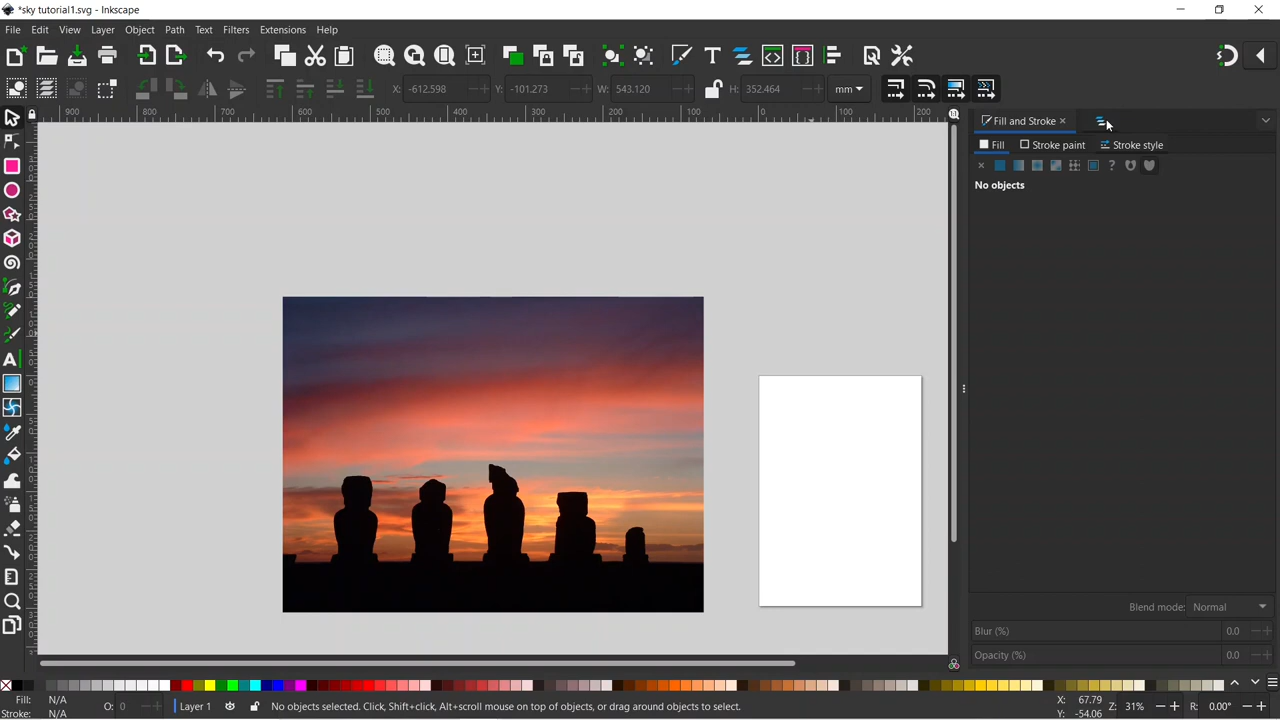 *sky tutorial1.svg - Inkscape
File Edit View Layer Object Path Text Filters Extensions Help
X: -612.598 Y: -101.273 W: 543.120 H: 352.464 mm
900 800 700 600 500 400 300 200 100 0 100 200
Fill and Stroke
Fill Stroke paint Stroke style
No objects
Blend mode: Normal
Blur (%) 0.0
Opacity (%) 0.0
Fill: N/A
Stroke: N/A
O: 0
Layer 1
No objects selected. Click, Shift+click, Alt+scroll mouse on top of objects, or drag around objects to select.
X: 67.79
Y: -54.06
Z: 31%
R: 0.00°